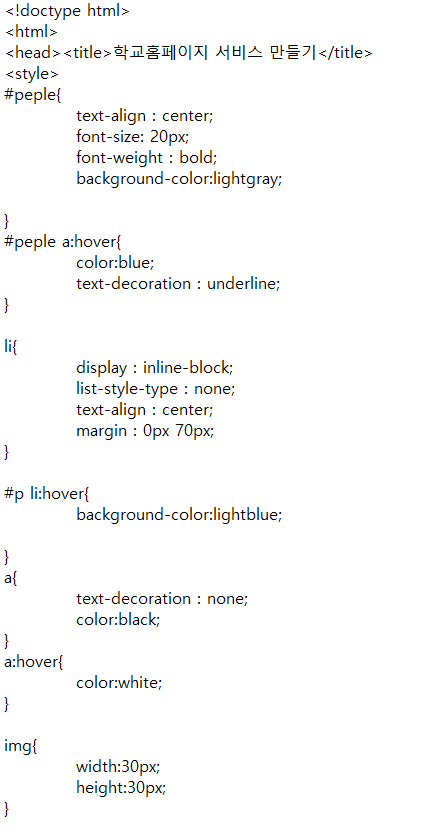 <!doctype html>
<html>
<head><title>학교홈페이지 서비스 만들기</title>
<style>
#peple{
text-align : center;
font-size: 20px;
font-weight : bold;
background-color:lightgray;
}
#peple a:hover{
color:blue;
text-decoration : underline;
}
li{
display : inline-block;
list-style-type : none;
text-align : center;
margin : 0px 70px;
}
#p li:hover{
background-color:lightblue;
}
a{
text-decoration : none;
color:black;
}
a:hover{
color:white;
}
img{
width:30px;
height:30px;
}